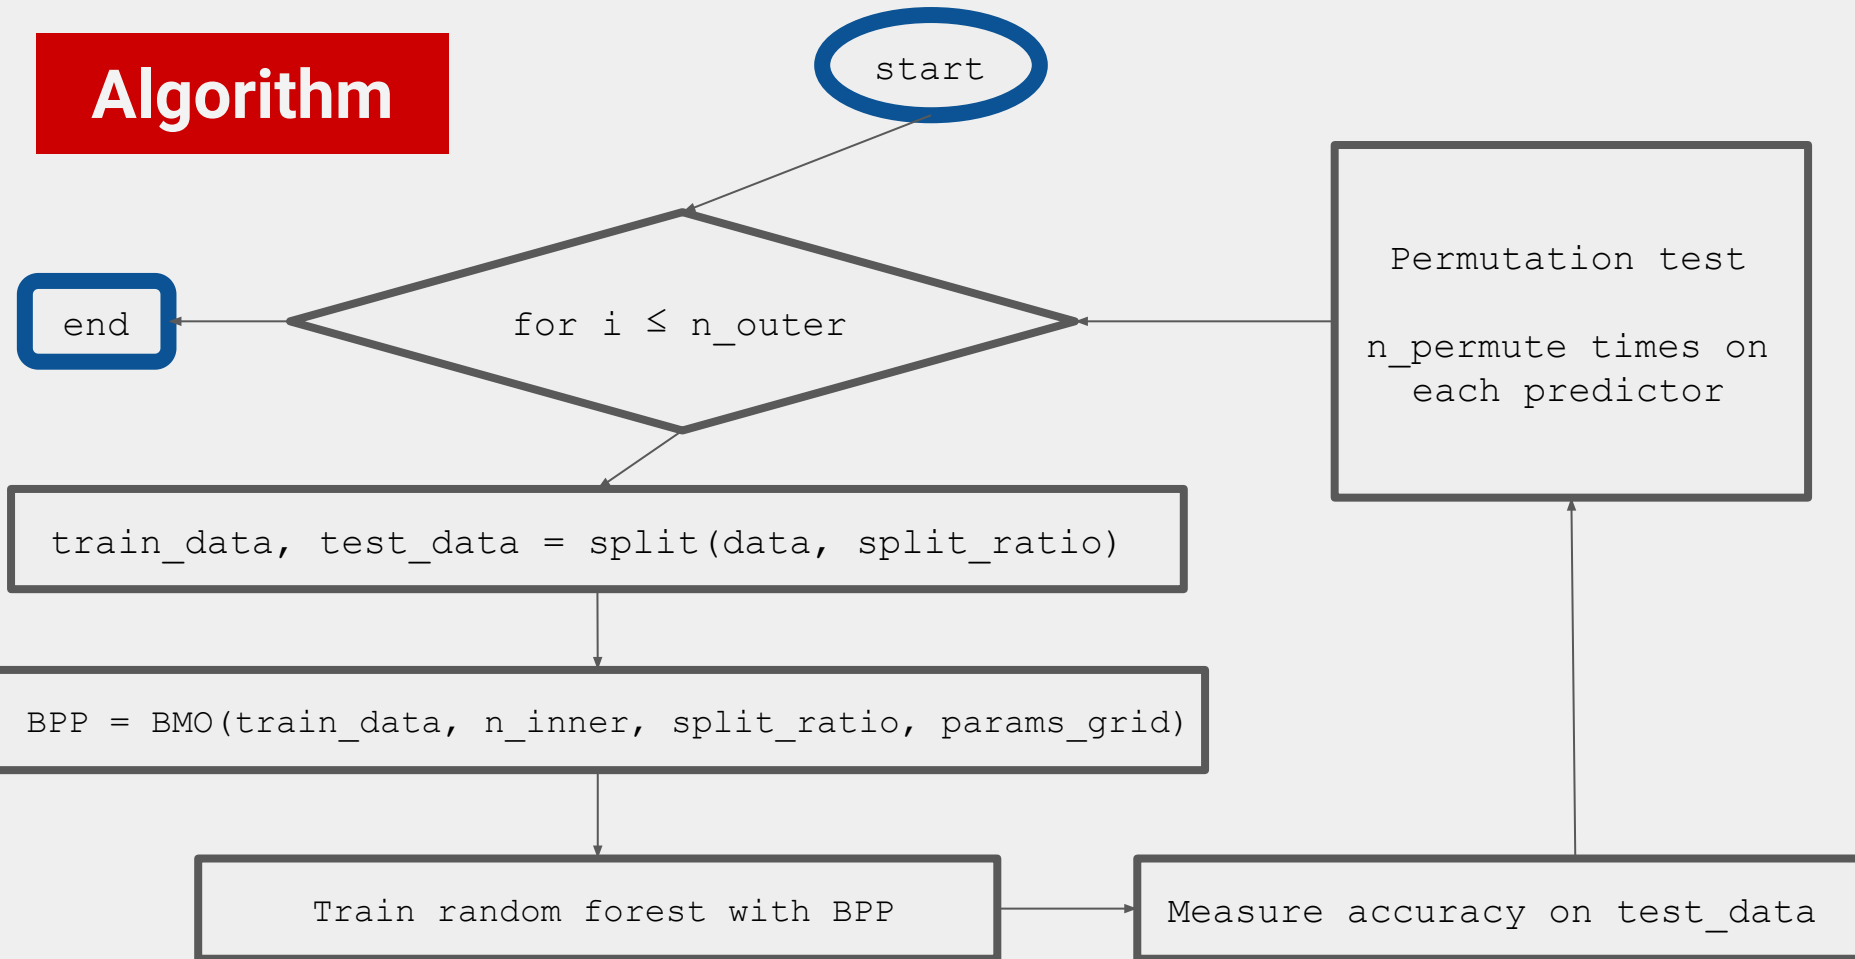 Algorithm
start
for i ≤ n_outer
end
train_data, test_data = split(data, split_ratio)
BPP = BMO(train_data, n_inner, split_ratio, params_grid)
Train random forest with BPP
Measure accuracy on test_data
Permutation test
n_permute times on
each predictor